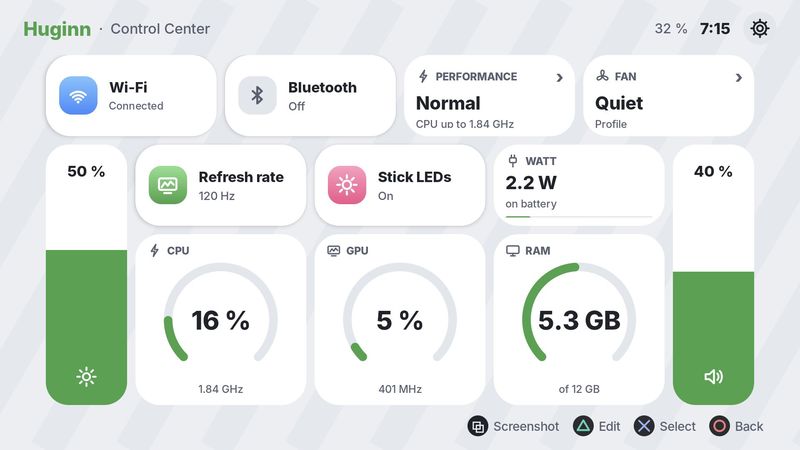 Huginn · Control Center
32 % 7:15
Wi-Fi
Connected
Bluetooth
Off
PERFORMANCE ›
Normal
CPU up to 1.84 GHz
FAN ›
Quiet
Profile
50 %
Refresh rate
120 Hz
Stick LEDs
On
WATT
2.2 W
on battery
40 %
CPU
16 %
1.84 GHz
GPU
5 %
401 MHz
RAM
5.3 GB
of 12 GB
Screenshot Edit Select Back